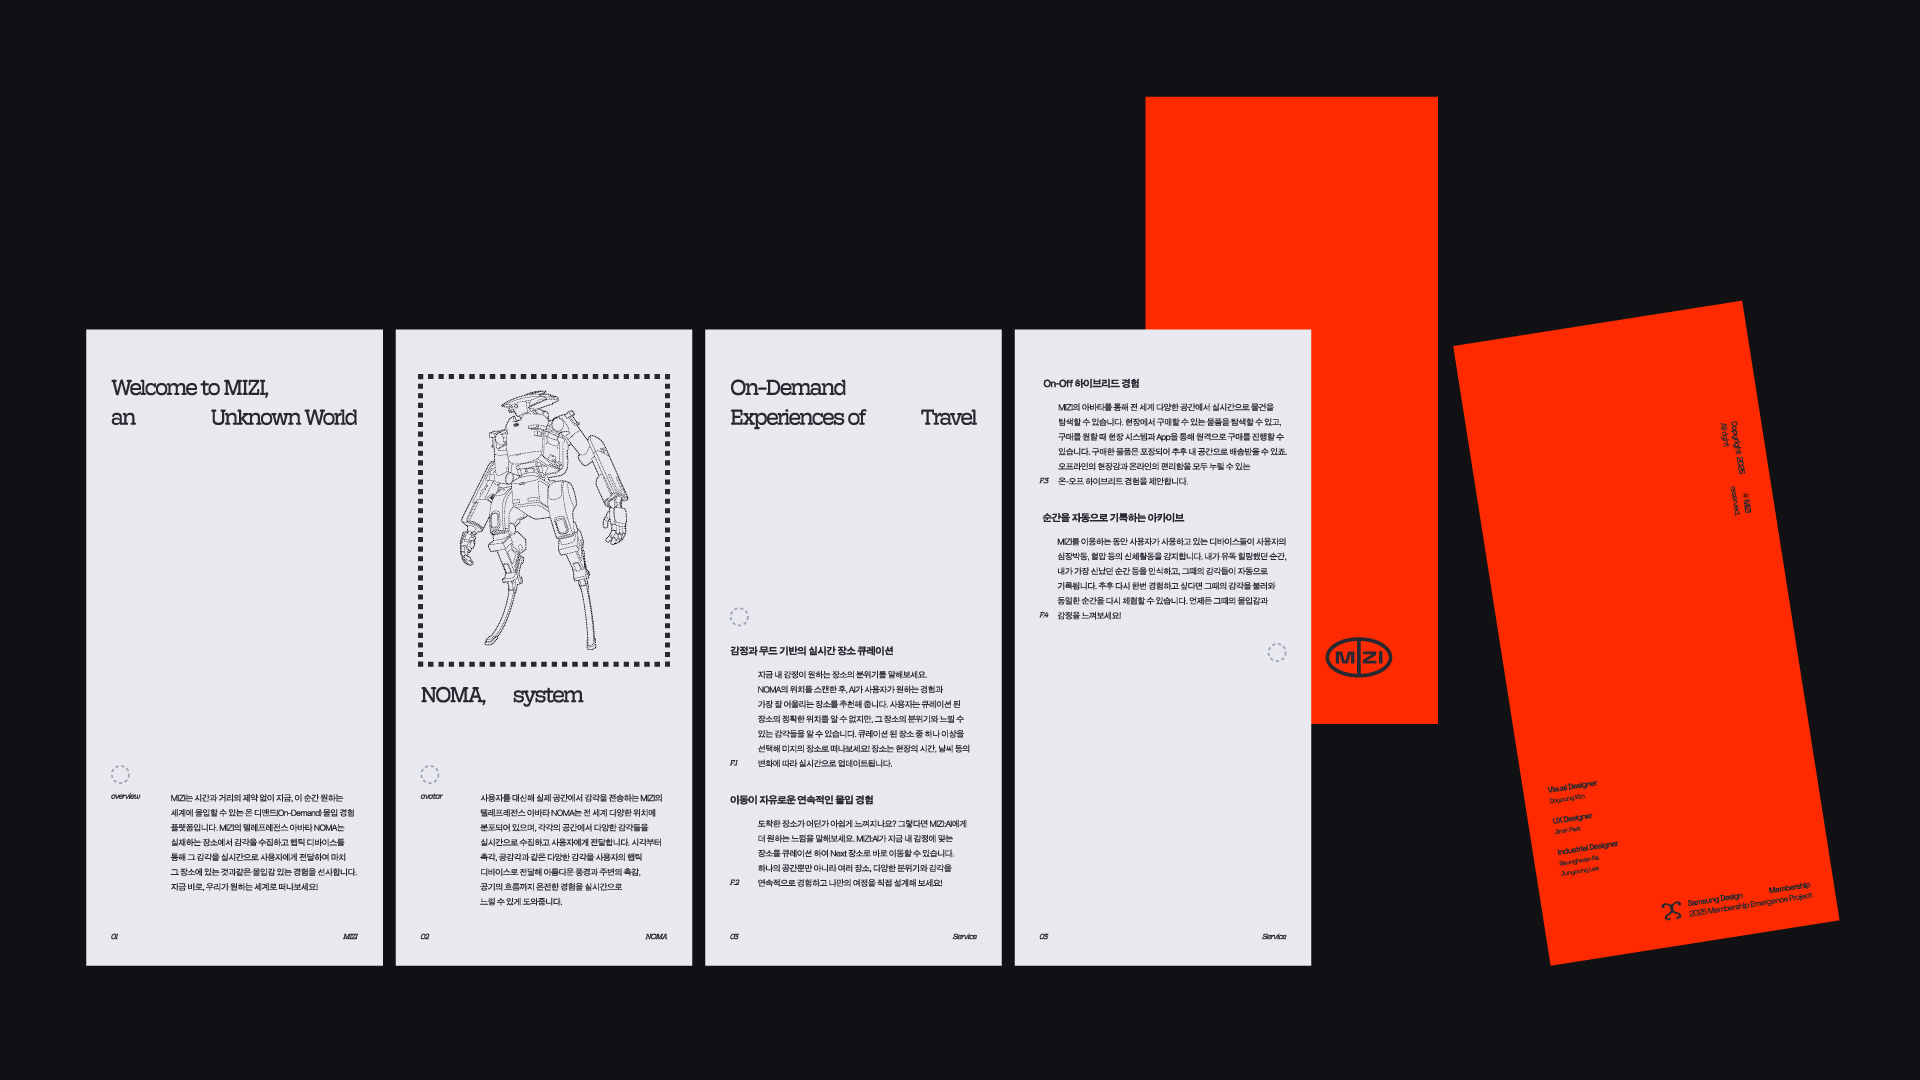 Welcome to MIZI,
an Unknown World
overview
MIZI는 시간과 거리의 제약 없이 지금, 이 순간 원하는
세계에 몰입할 수 있는 온 디맨드(On-Demand) 몰입 경험
플랫폼입니다. MIZI의 텔레프레전스 아바타 NOMA는
실재하는 장소에서 감각을 수집하고 햅틱 디바이스를
통해 그 감각을 실시간으로 사용자에게 전달하여 마치
그 장소에 있는 것과같은 몰입감 있는 경험을 선사합니다.
지금 바로, 우리가 원하는 세계로 떠나보세요!
01 MIZI
NOMA, system
avatar
사용자를 대신해 실제 공간에서 감각을 전송하는 MIZI의
텔레프레전스 아바타 NOMA는 전 세계 다양한 위치에
분포되어 있으며, 각각의 공간에서 다양한 감각들을
실시간으로 수집하고 사용자에게 전달합니다. 시각부터
촉각, 공감각과 같은 다양한 감각을 사용자의 햅틱
디바이스로 전달해 아름다운 풍경과 주변의 촉감,
공기의 흐름까지 온전한 경험을 실시간으로
느낄 수 있게 도와줍니다.
02 NOMA
On-Demand
Experiences of Travel
감정과 무드 기반의 실시간 장소 큐레이션
지금 내 감정이 원하는 장소의 분위기를 말해보세요.
NOMA의 위치를 스캔한 후, AI가 사용자가 원하는 경험과
가장 잘 어울리는 장소를 추천해 줍니다. 사용자는 큐레이션 된
장소의 정확한 위치를 알 수 없지만, 그 장소의 분위기와 느낄 수
있는 감각들을 알 수 있습니다. 큐레이션 된 장소 중 하나 이상을
선택해 미지의 장소로 떠나보세요! 장소는 현장의 시간, 날씨 등의
F.1 변화에 따라 실시간으로 업데이트됩니다.
이동이 자유로운 연속적인 몰입 경험
도착한 장소가 어딘가 아쉽게 느껴지나요? 그렇다면 MIZI:AI에게
더 원하는 느낌을 말해보세요. MIZI:AI가 지금 내 감정에 맞는
장소를 큐레이션 하여 Next 장소로 바로 이동할 수 있습니다.
하나의 공간뿐만 아니라 여러 장소, 다양한 분위기와 감각을
F.2 연속적으로 경험하고 나만의 여정을 직접 설계해 보세요!
03 Service
On-Off 하이브리드 경험
MIZI의 아바타를 통해 전 세계 다양한 공간에서 실시간으로 물건을
탐색할 수 있습니다. 현장에서 구매할 수 있는 물품을 탐색할 수 있고,
구매를 원할 때 현장 시스템과 App을 통해 원격으로 구매를 진행할 수
있습니다. 구매한 물품은 포장되어 추후 내 공간으로 배송받을 수 있죠.
오프라인의 현장감과 온라인의 편리함을 모두 누릴 수 있는
F.3 온-오프 하이브리드 경험을 제안합니다.
순간을 자동으로 기록하는 아카이브
MIZI를 이용하는 동안 사용자가 사용하고 있는 디바이스들이 사용자의
심장박동, 혈압 등의 신체활동을 감지합니다. 내가 유독 힐링했던 순간,
내가 가장 신났던 순간 등을 인식하고, 그때의 감각들이 자동으로
기록됩니다. 추후 다시 한번 경험하고 싶다면 그때의 감각을 불러와
동일한 순간을 다시 체험할 수 있습니다. 언제든 그때의 몰입감과
F.4 감정을 느껴보세요!
03 Service
MIZI
Copyright 2025 © MIZI
All right reserved.
Visual Designer
Doyoung Kim
UX Designer
Jimin Park
Industrial Designer
Seunghwan Ra
Junyoung Lee
Samsung Design Membership
2025 Membership Emergence Project